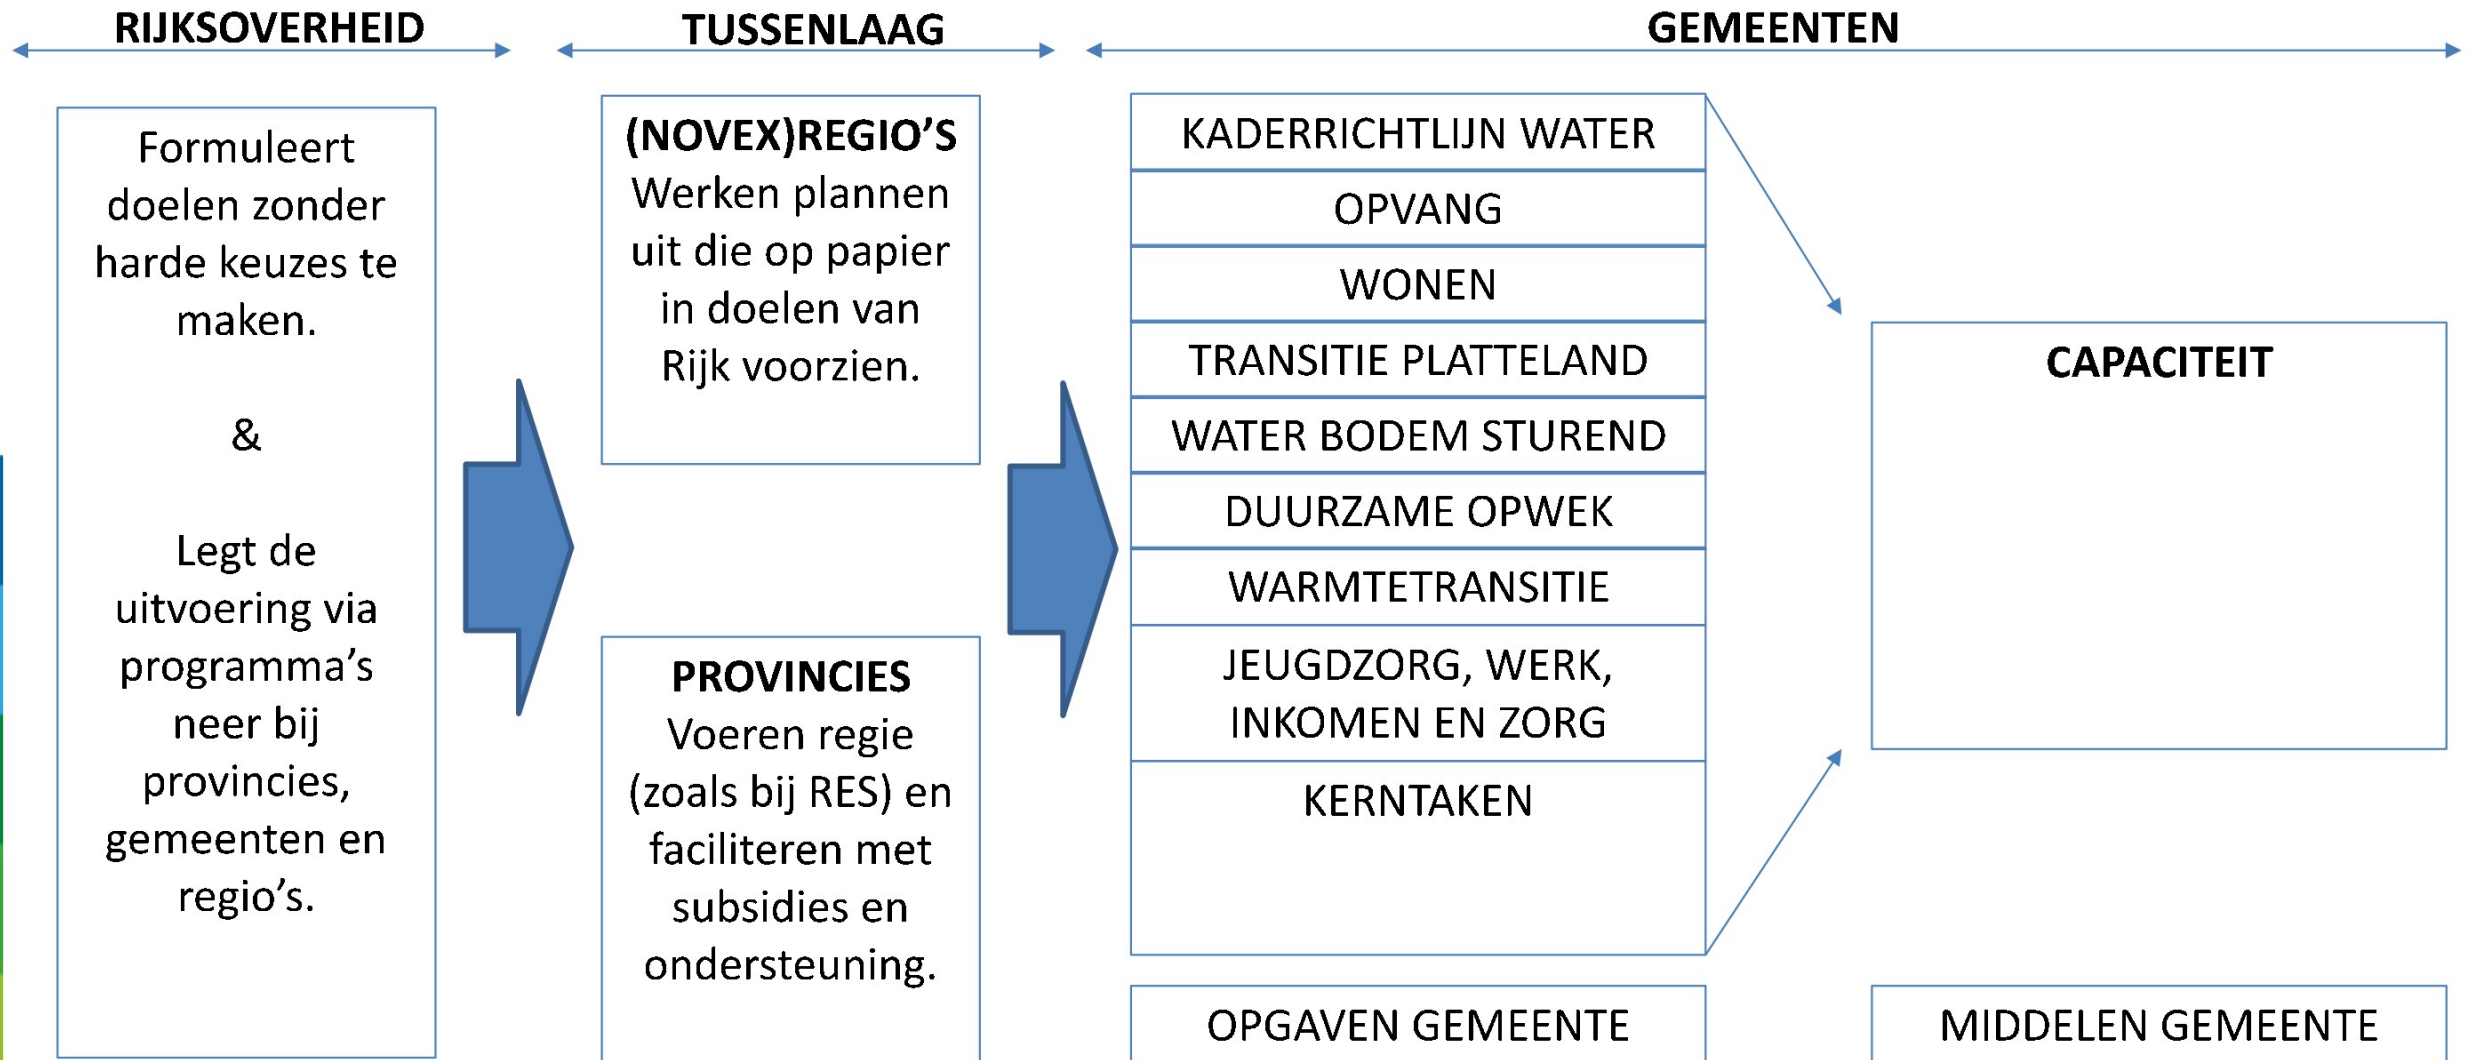 RIJKSOVERHEID
Formuleert
doelen zonder
harde keuzes te
maken.
&
Legt de
uitvoering via
programma’s
neer bij
provincies,
gemeenten en
regio’s.
TUSSENLAAG
(NOVEX)REGIO’S
Werken plannen
uit die op papier
in doelen van
Rijk voorzien.
PROVINCIES
Voeren regie
(zoals bij RES) en
faciliteren met
subsidies en
ondersteuning.
GEMEENTEN
KADERRICHTLIJN WATER
OPVANG
WONEN
TRANSITIE PLATTELAND
WATER BODEM STUREND
DUURZAME OPWEK
WARMTETRANSITIE
JEUGDZORG, WERK,
INKOMEN EN ZORG
KERNTAKEN
OPGAVEN GEMEENTE
CAPACITEIT
MIDDELEN GEMEENTE